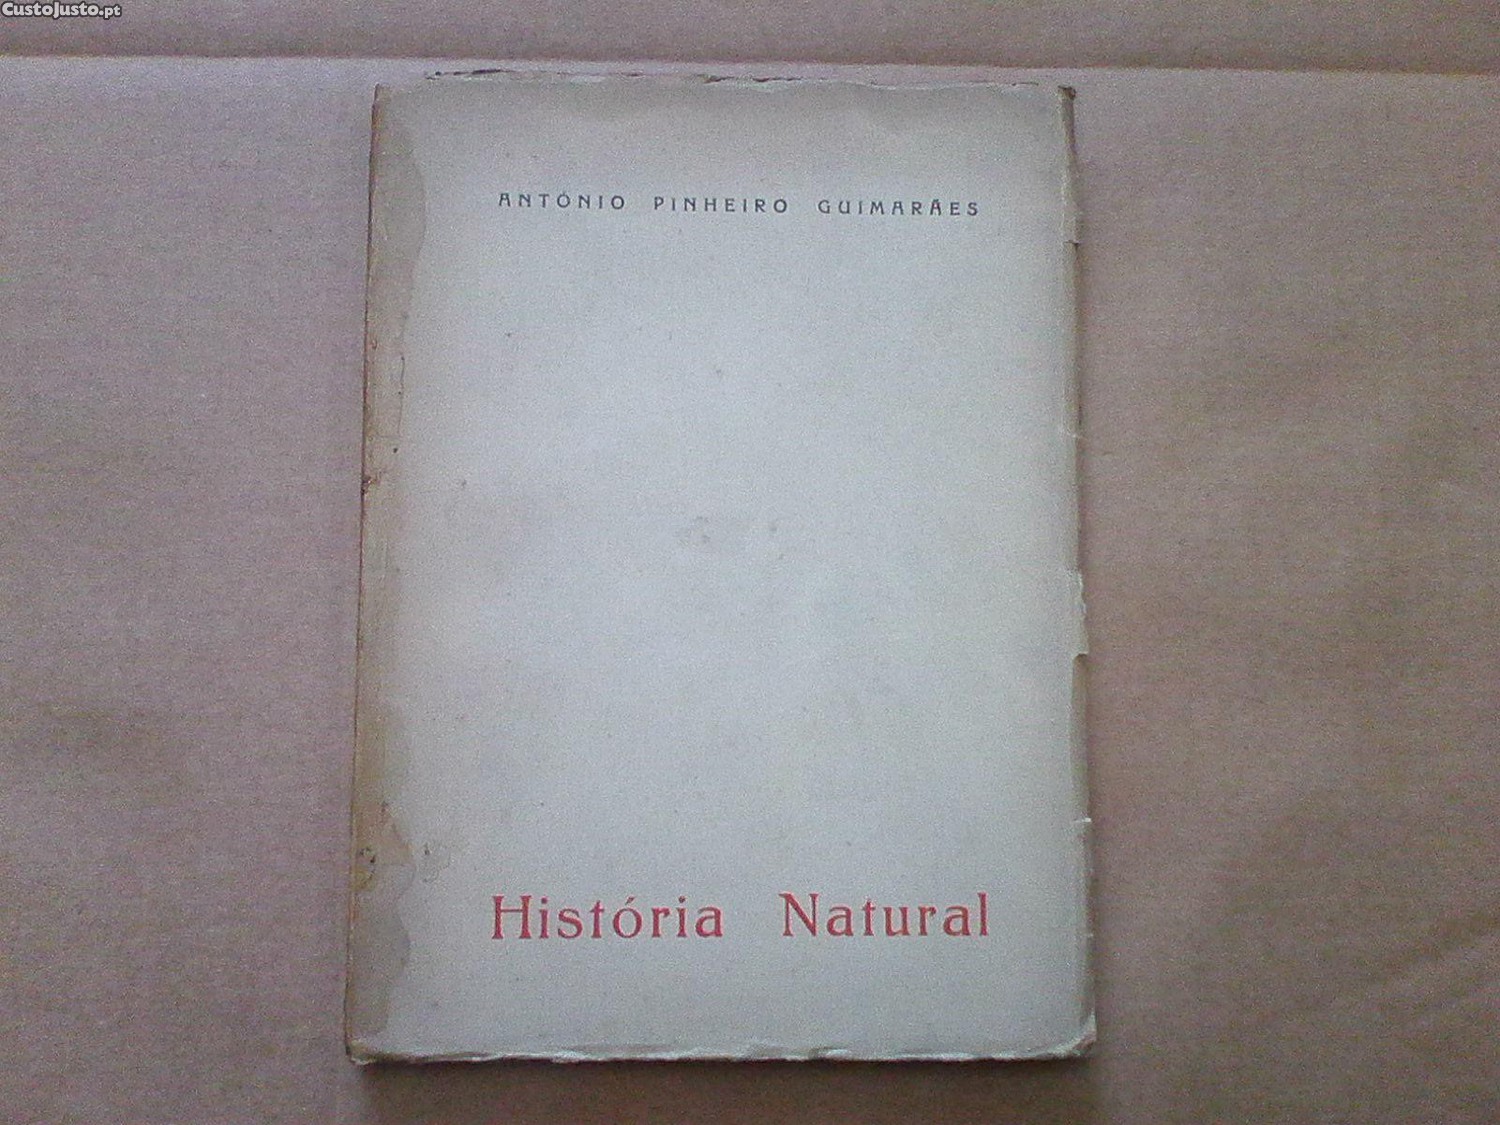 CustoJusto.pt
ANTÓNIO PINHEIRO GUIMARÃES
História Natural